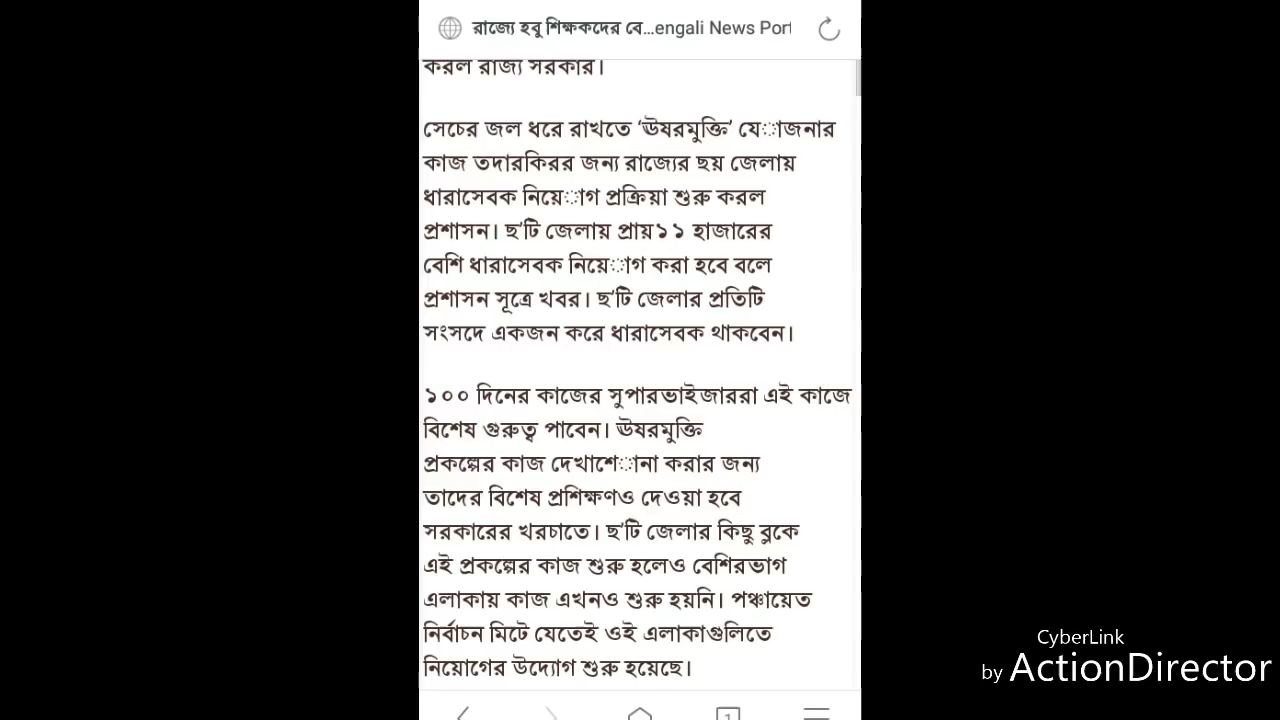 রাজ্যে হবু শিক্ষকদের বে...engali News Port
করল রাজ্য সরকার।
সেচের জল ধরে রাখতে ‘ঊষরমুক্তি’ যে◌াজনার
কাজ তদারকিরর জন্য রাজ্যের ছয় জেলায়
ধারাসেবক নিয়ে◌াগ প্রক্রিয়া শুরু করল
প্রশাসন। ছ'টি জেলায় প্রায়১১ হাজারের
বেশি ধারাসেবক নিয়ে◌াগ করা হবে বলে
প্রশাসন সূত্রে খবর। ছ'টি জেলার প্রতিটি
সংসদে একজন করে ধারাসেবক থাকবেন।
১০০ দিনের কাজের সুপারভাইজাররা এই কাজে
বিশেষ গুরুত্ব পাবেন। ঊষরমুক্তি
প্রকল্পের কাজ দেখাশে◌ানা করার জন্য
তাদের বিশেষ প্রশিক্ষণও দেওয়া হবে
সরকারের খরচাতে। ছ'টি জেলার কিছু ব্লকে
এই প্রকল্পের কাজ শুরু হলেও বেশিরভাগ
এলাকায় কাজ এখনও শুরু হয়নি। পঞ্চায়েত
নির্বাচন মিটে যেতেই ওই এলাকাগুলিতে
নিয়োগের উদ্যোগ শুরু হয়েছে।
1
CyberLink
by ActionDirector